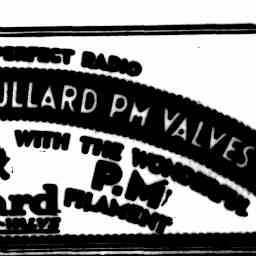 PERFECT RADIO
ULLARD PM VALVES
WITH THE WONDERFUL
P.M.
FILAMENT
ard